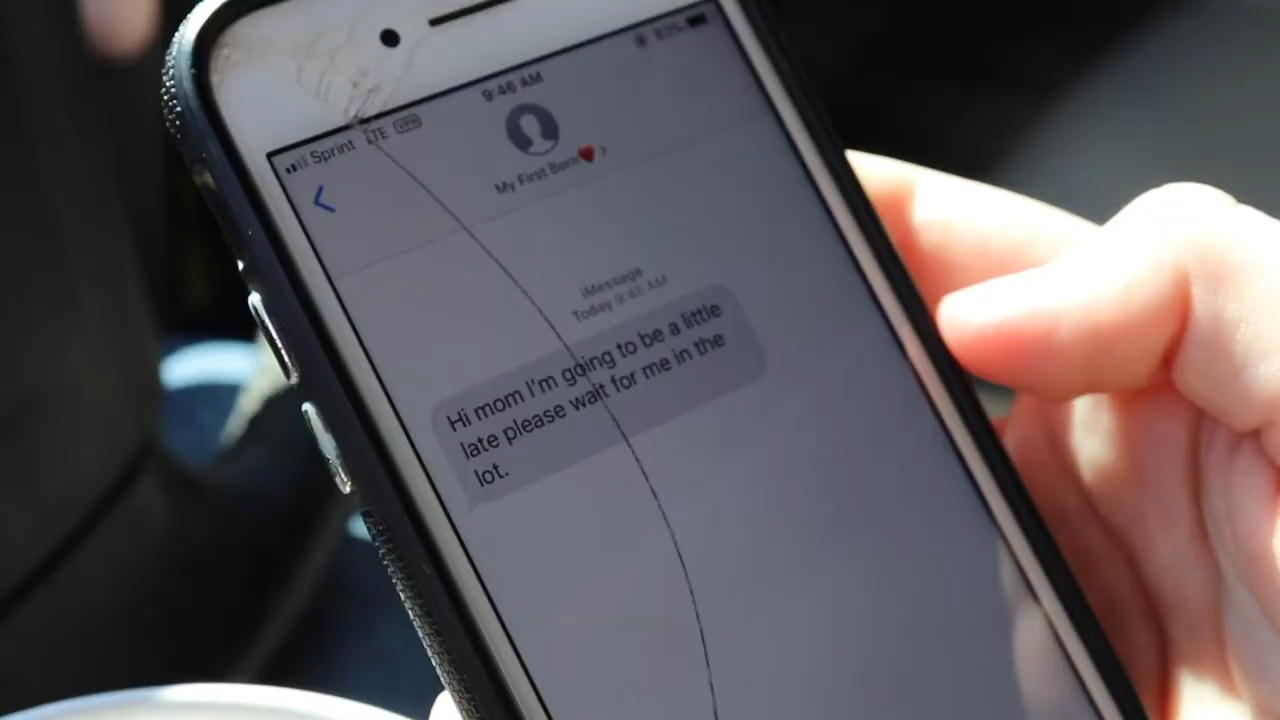 9:46 AM
Sprint LTE VPN
My First Born❤️ >
iMessage
Today 9:45 AM
Hi mom I'm going to be a little
late please wait for me in the
lot.